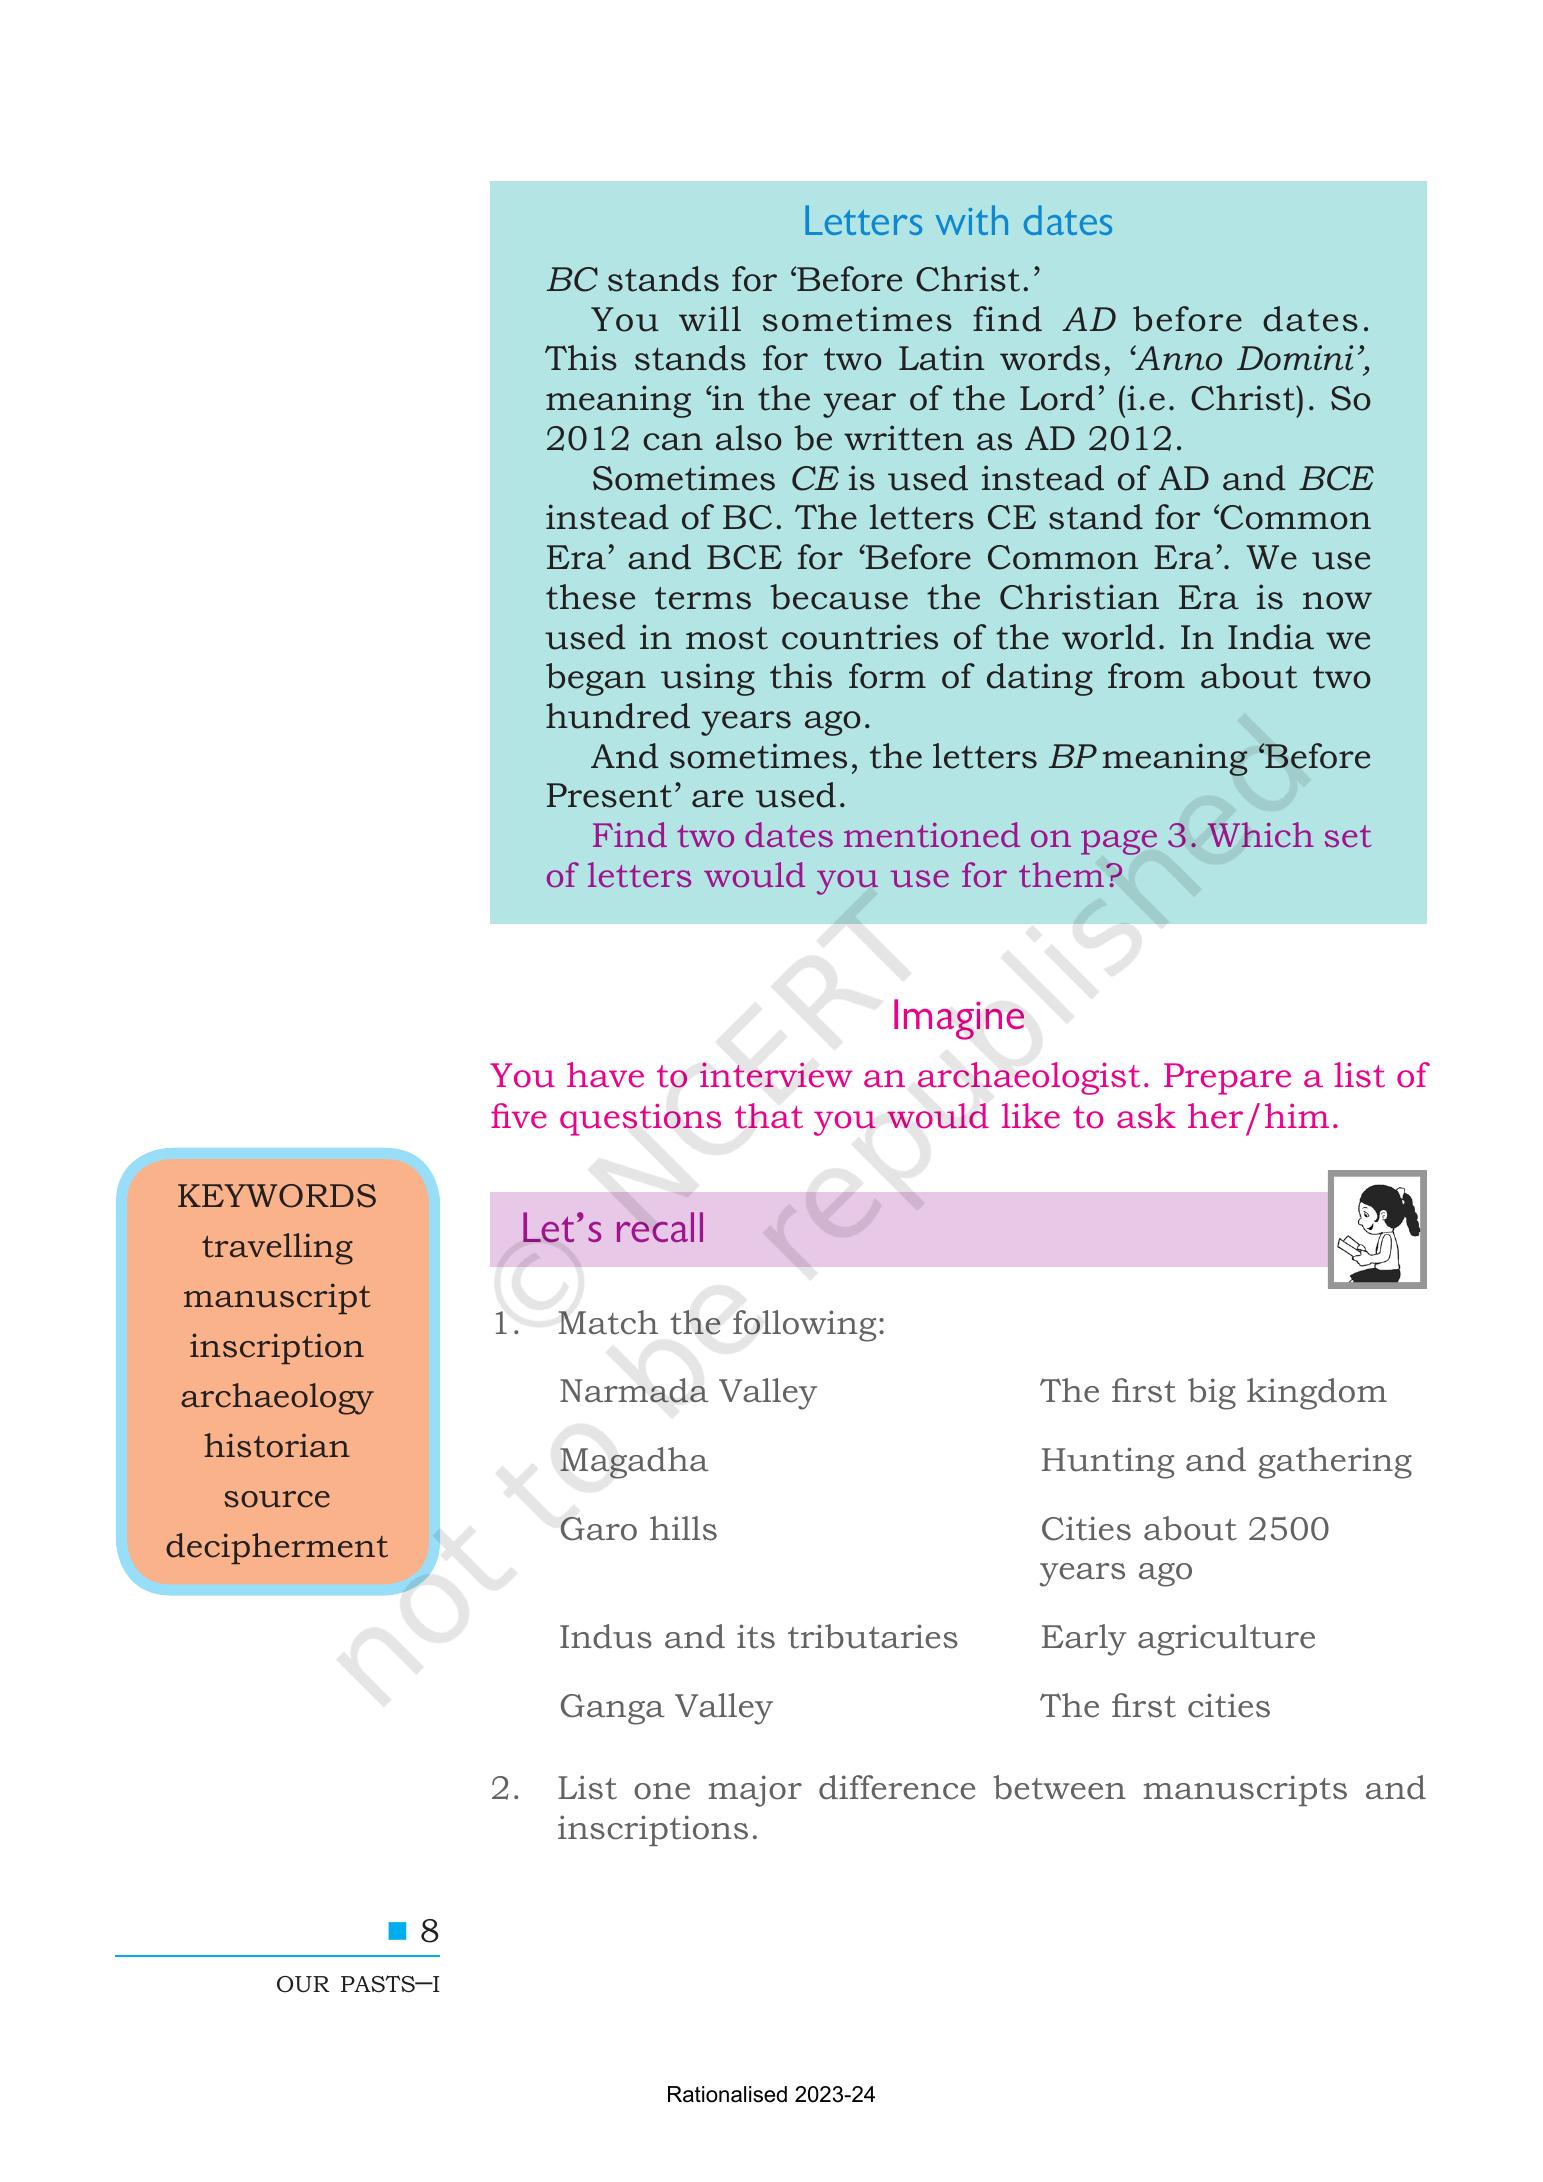 Letters with dates
BC stands for ‘Before Christ.’
You will sometimes find AD before dates.
This stands for two Latin words, ‘Anno Domini’,
meaning ‘in the year of the Lord’ (i.e. Christ). So
2012 can also be written as AD 2012.
Sometimes CE is used instead of AD and BCE
instead of BC. The letters CE stand for ‘Common
Era’ and BCE for ‘Before Common Era’. We use
these terms because the Christian Era is now
used in most countries of the world. In India we
began using this form of dating from about two
hundred years ago.
And sometimes, the letters BP meaning ‘Before
Present’ are used.
Find two dates mentioned on page 3. Which set
of letters would you use for them?
Imagine
You have to interview an archaeologist. Prepare a list of
five questions that you would like to ask her/him.
KEYWORDS
travelling
manuscript
inscription
archaeology
historian
source
decipherment
Let’s recall
1. Match the following:
Narmada Valley The first big kingdom
Magadha Hunting and gathering
Garo hills Cities about 2500
years ago
Indus and its tributaries Early agriculture
Ganga Valley The first cities
2. List one major difference between manuscripts and
inscriptions.
8
OUR PASTS–I
Rationalised 2023-24
© NCERT
not to be republished